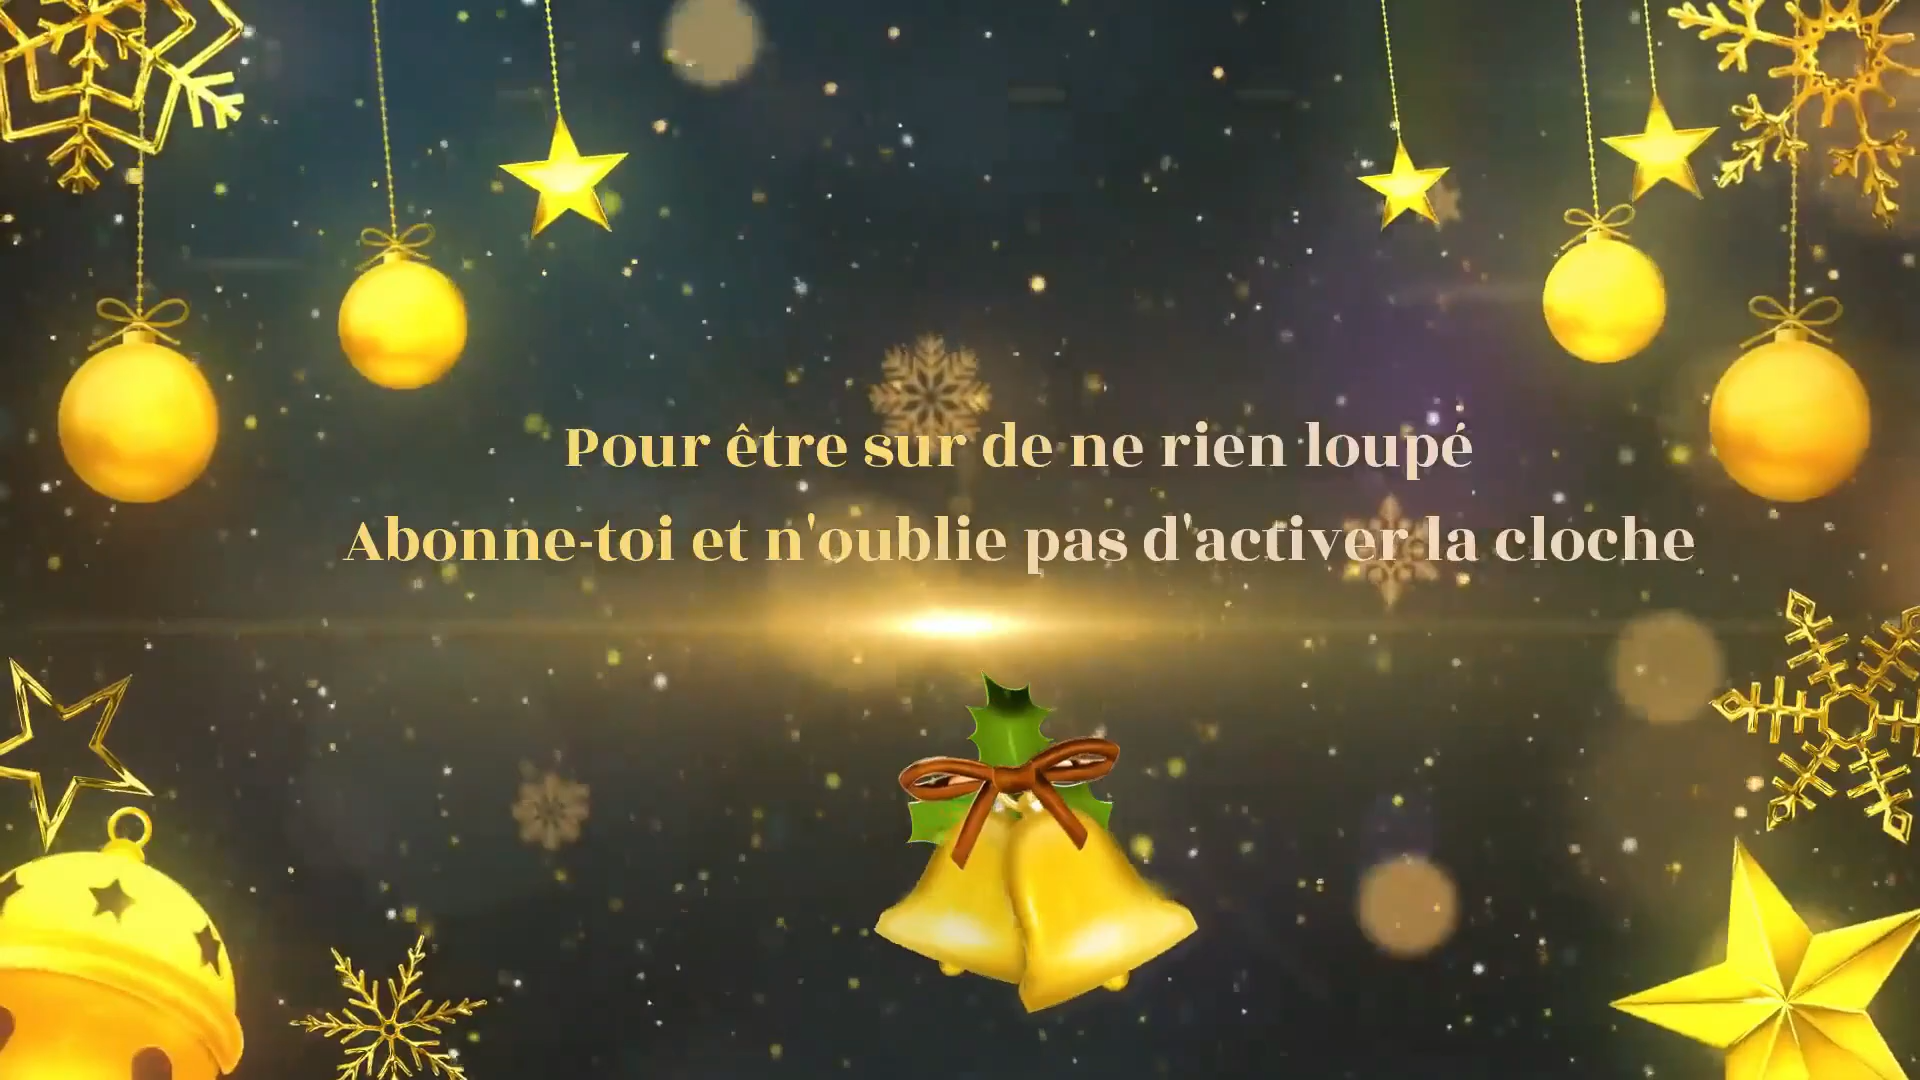 Pour être sur de ne rien loupé
Abonne-toi et n'oublie pas d'activer la cloche